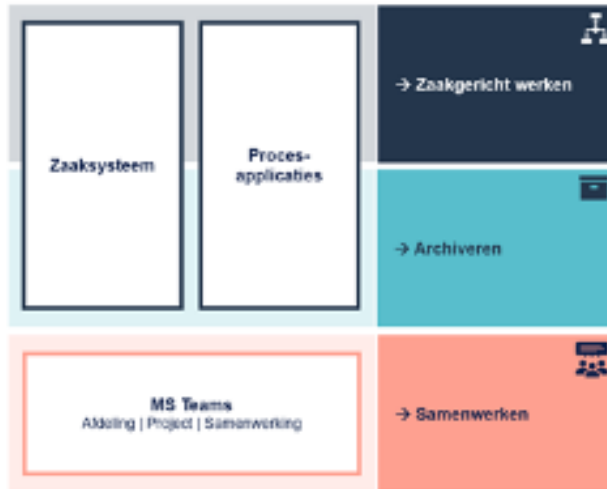 Zaaksysteem
Proces-
applicaties
→ Zaakgericht werken
→ Archiveren
MS Teams
Afdeling | Project | Samenwerking
→ Samenwerken